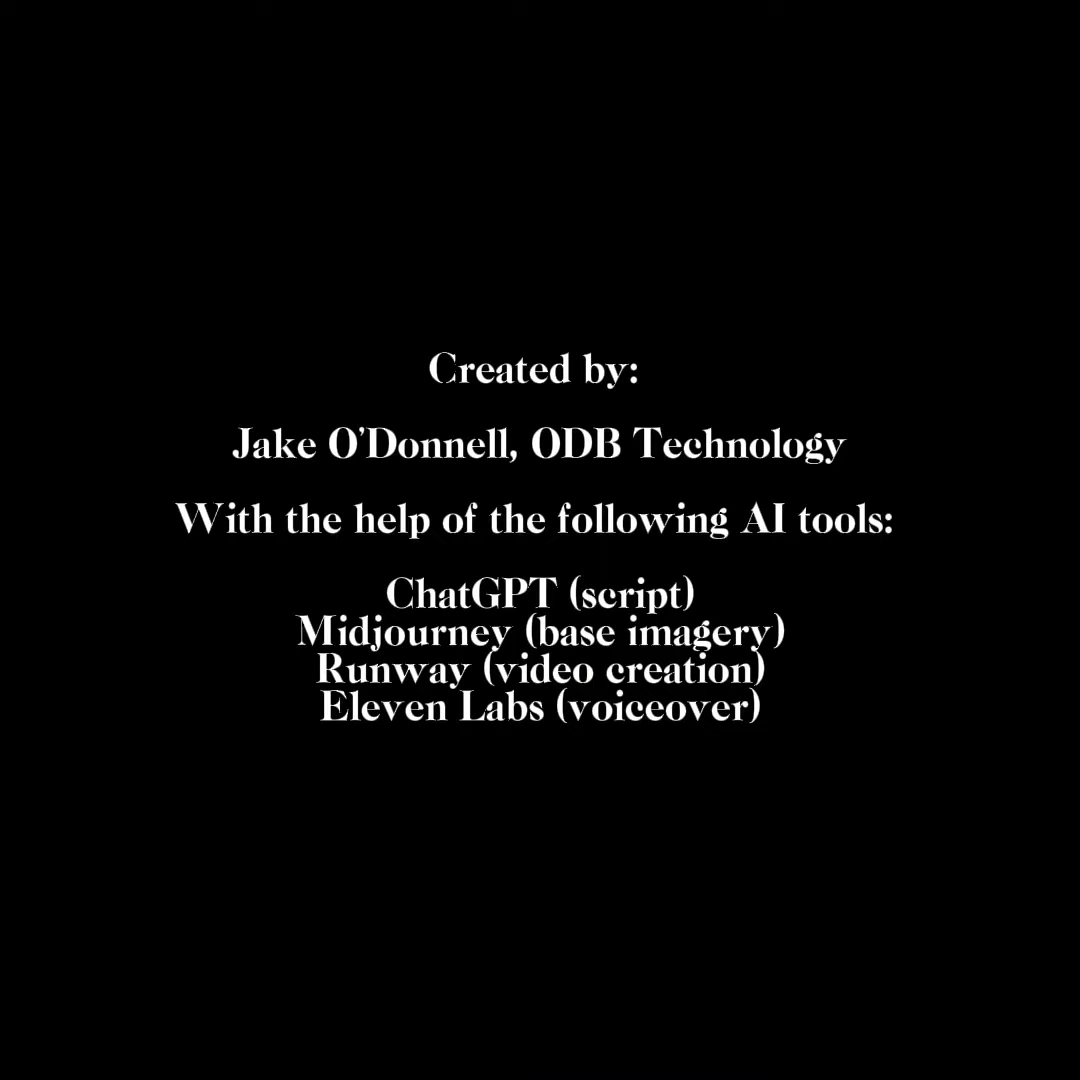 Created by:
Jake O'Donnell, ODB Technology
With the help of the following AI tools:
ChatGPT (script)
Midjourney (base imagery)
Runway (video creation)
Eleven Labs (voiceover)